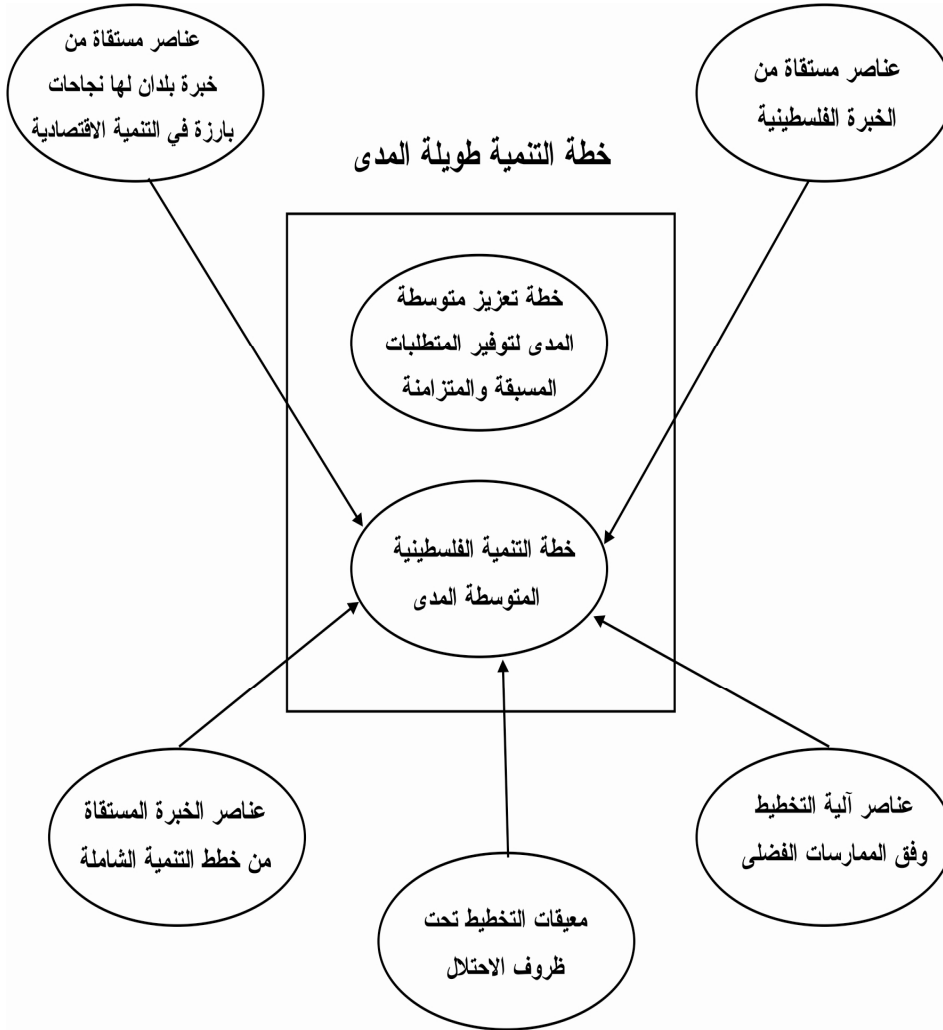 عناصر مستقاة من
الخبرة الفلسطينية
عناصر مستقاة من
خبرة بلدان لها نجاحات
بارزة في التنمية الاقتصادية
خطة التنمية طويلة المدى
خطة تعزيز متوسطة
المدى لتوفير المتطلبات
المسبقة والمتزامنة
خطة التنمية الفلسطينية
المتوسطة المدى
عناصر آلية التخطيط
وفق الممارسات الفضلى
معيقات التخطيط تحت
ظروف الاحتلال
عناصر الخبرة المستقاة
من خطط التنمية الشاملة